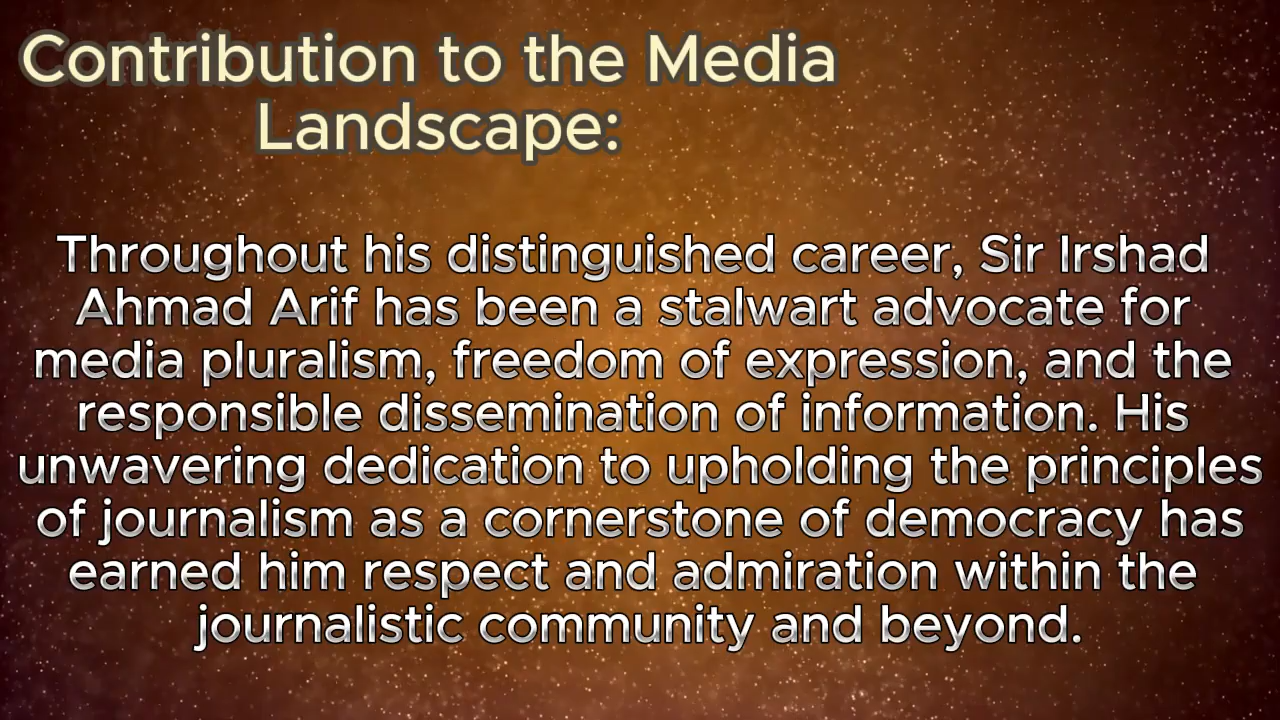 Contribution to the Media
Landscape:
Throughout his distinguished career, Sir Irshad
Ahmad Arif has been a stalwart advocate for
media pluralism, freedom of expression, and the
responsible dissemination of information. His
unwavering dedication to upholding the principles
of journalism as a cornerstone of democracy has
earned him respect and admiration within the
journalistic community and beyond.